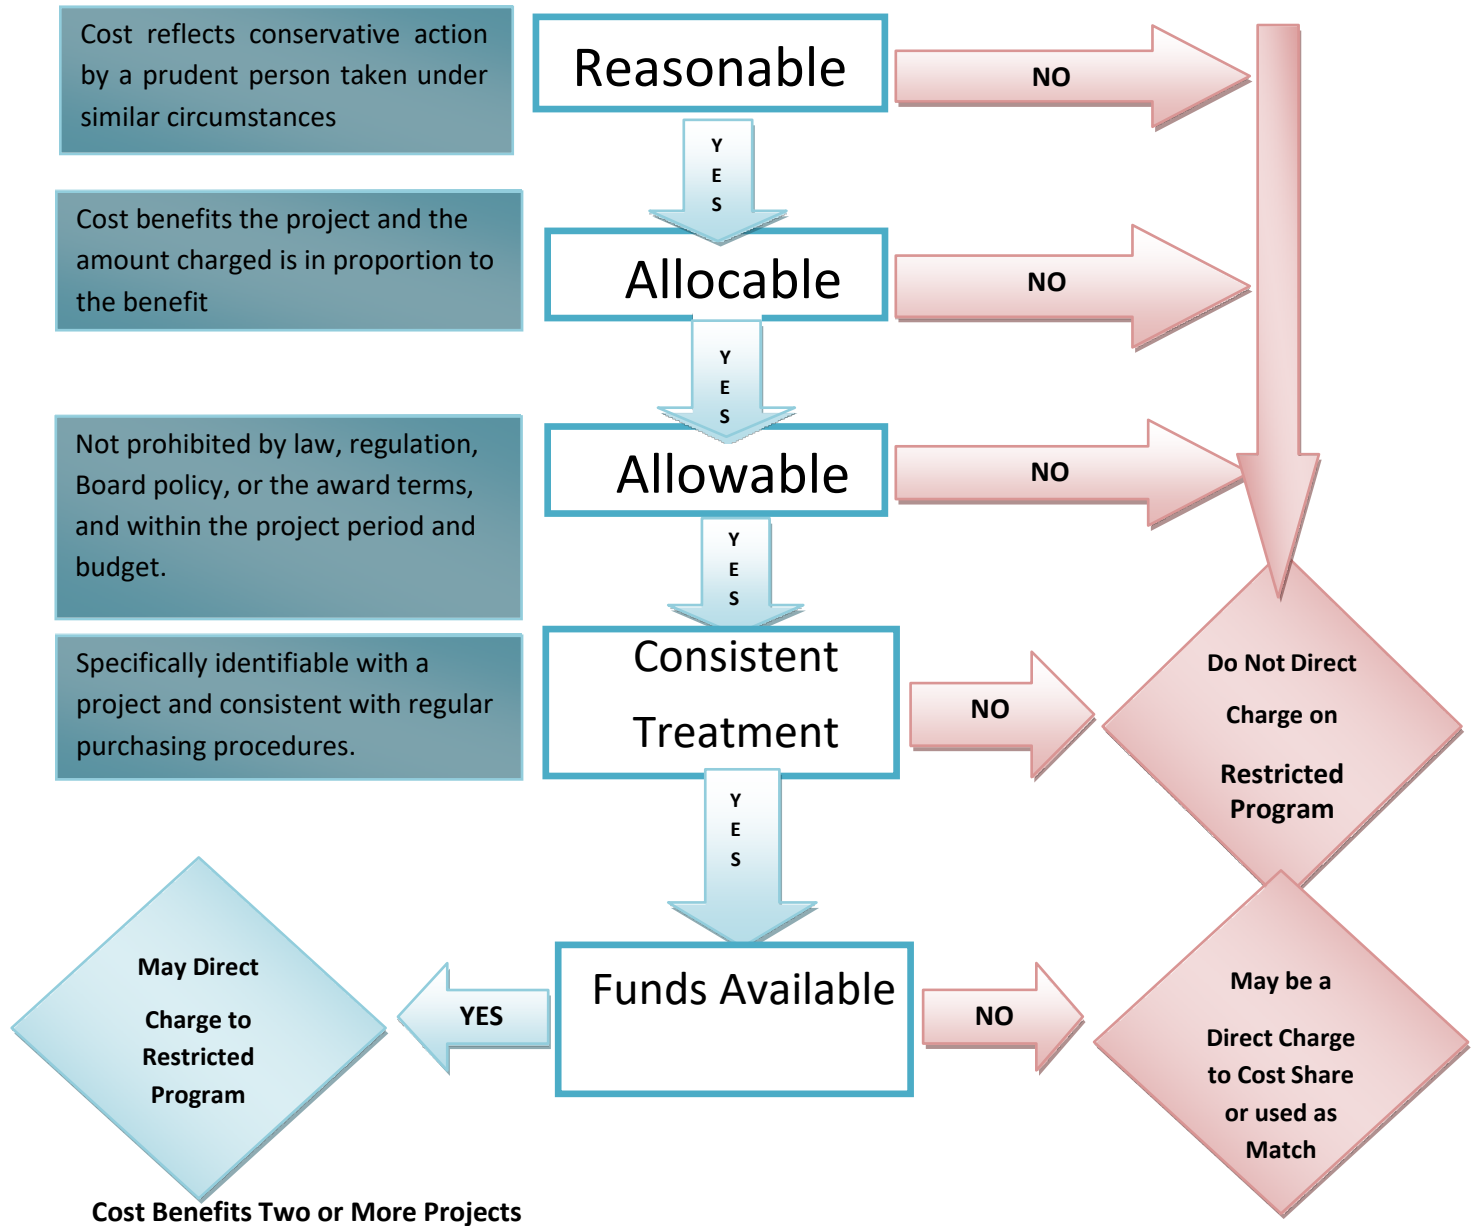 Cost reflects conservative action
by a prudent person taken under
similar circumstances
Reasonable
NO
Y
E
S
Cost benefits the project and the
amount charged is in proportion to
the benefit
Allocable
NO
Y
E
S
Not prohibited by law, regulation,
Board policy, or the award terms,
and within the project period and
budget.
Allowable
NO
Y
E
S
Specifically identifiable with a
project and consistent with regular
purchasing procedures.
Consistent
Treatment
NO
Do Not Direct
Charge on
Restricted
Program
Y
E
S
May Direct
Charge to
Restricted
Program
YES
Funds Available
NO
May be a
Direct Charge
to Cost Share
or used as
Match
Cost Benefits Two or More Projects